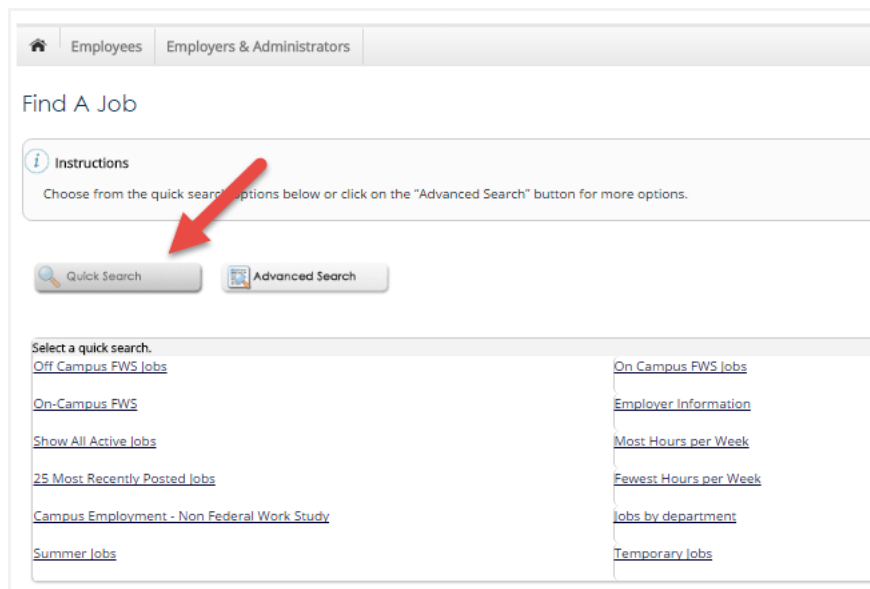 Employees Employers & Administrators
Find A Job
Instructions
Choose from the quick search options below or click on the "Advanced Search" button for more options.
Quick Search Advanced Search
Select a quick search.
Off Campus FWS Jobs On Campus FWS Jobs
On-Campus FWS Employer Information
Show All Active Jobs Most Hours per Week
25 Most Recently Posted Jobs Fewest Hours per Week
Campus Employment - Non Federal Work Study Jobs by department
Summer Jobs Temporary Jobs